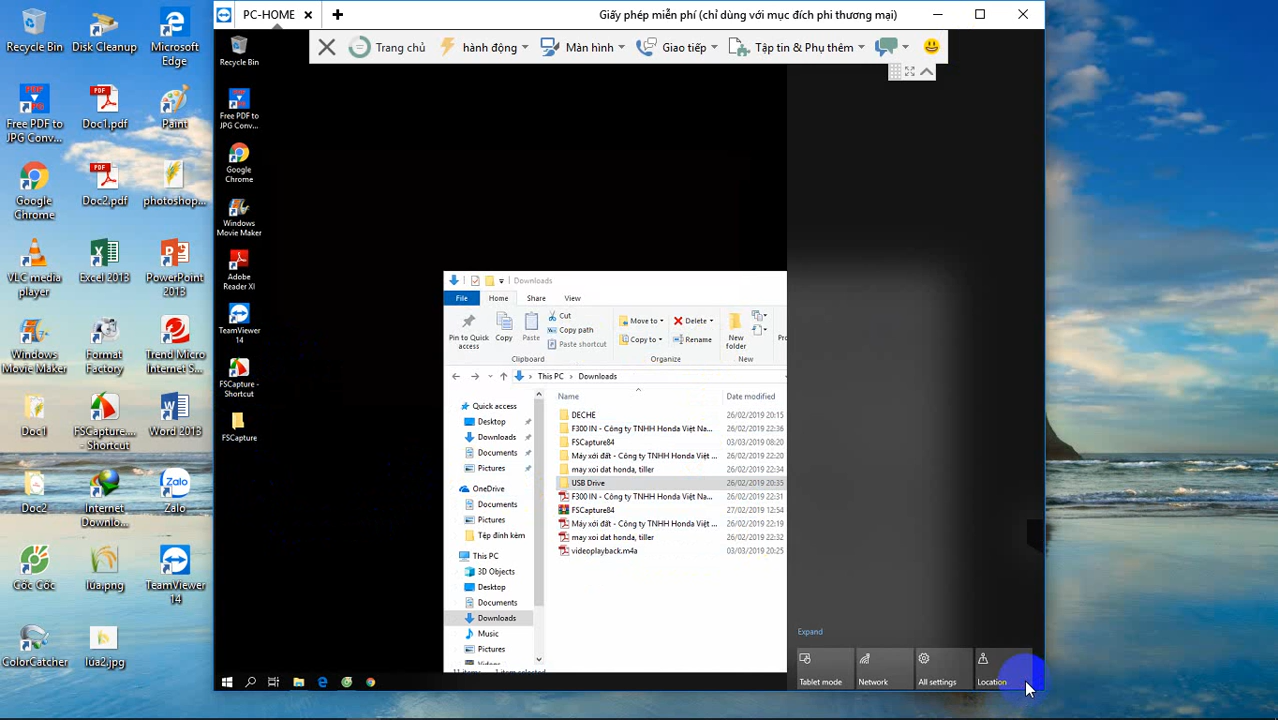 Recycle Bin
Disk Cleanup
Microsoft
Edge
Free PDF to
JPG Conv...
Doc1.pdf
Paint
Google
Chrome
Doc2.pdf
photoshop...
VLC media
player
Excel 2013
PowerPoint
2013
Windows
Movie Maker
Format
Factory
Trend Micro
Internet S...
Doc1
FSCapture....
- Shortcut
Word 2013
Doc2
Internet
Downlo...
Zalo
Cốc Cốc
lúa.png
TeamViewer
14
ColorCatcher
lúa2.jpg
PC-HOME
Giấy phép miễn phí (chỉ dùng với mục đích phi thương mại)
Trang chủ
hành động
Màn hình
Giao tiếp
Tập tin & Phụ thêm
Recycle Bin
Free PDF to
JPG Conv...
Google
Chrome
Windows
Movie Maker
Adobe
Reader XI
TeamViewer
14
FSCapture -
Shortcut
FSCapture
Downloads
File
Home
Share
View
Pin to Quick
access
Copy
Paste
Cut
Copy path
Paste shortcut
Clipboard
Move to
Copy to
Delete
Rename
Organize
New
folder
New
This PC
Downloads
Name
Date modified
Quick access
Desktop
Downloads
Documents
Pictures
OneDrive
Documents
Pictures
Tệp đính kèm
This PC
3D Objects
Desktop
Documents
Downloads
Music
DECHE 26/02/2019 20:15
F300 IN - Công ty TNHH Honda Việt Na... 26/02/2019 22:36
FSCapture84 03/03/2019 08:20
Máy xới đất - Công ty TNHH Honda Việt ... 26/02/2019 22:20
may xoi dat honda, tiller 26/02/2019 22:34
USB Drive 26/02/2019 20:35
F300 IN - Công ty TNHH Honda Việt Na... 26/02/2019 22:31
FSCapture84 27/02/2019 12:54
Máy xới đất - Công ty TNHH Honda Việt ... 26/02/2019 22:19
may xoi dat honda, tiller 26/02/2019 22:32
videoplayback.m4a 03/03/2019 20:25
Expand
Tablet mode
Network
All settings
Location